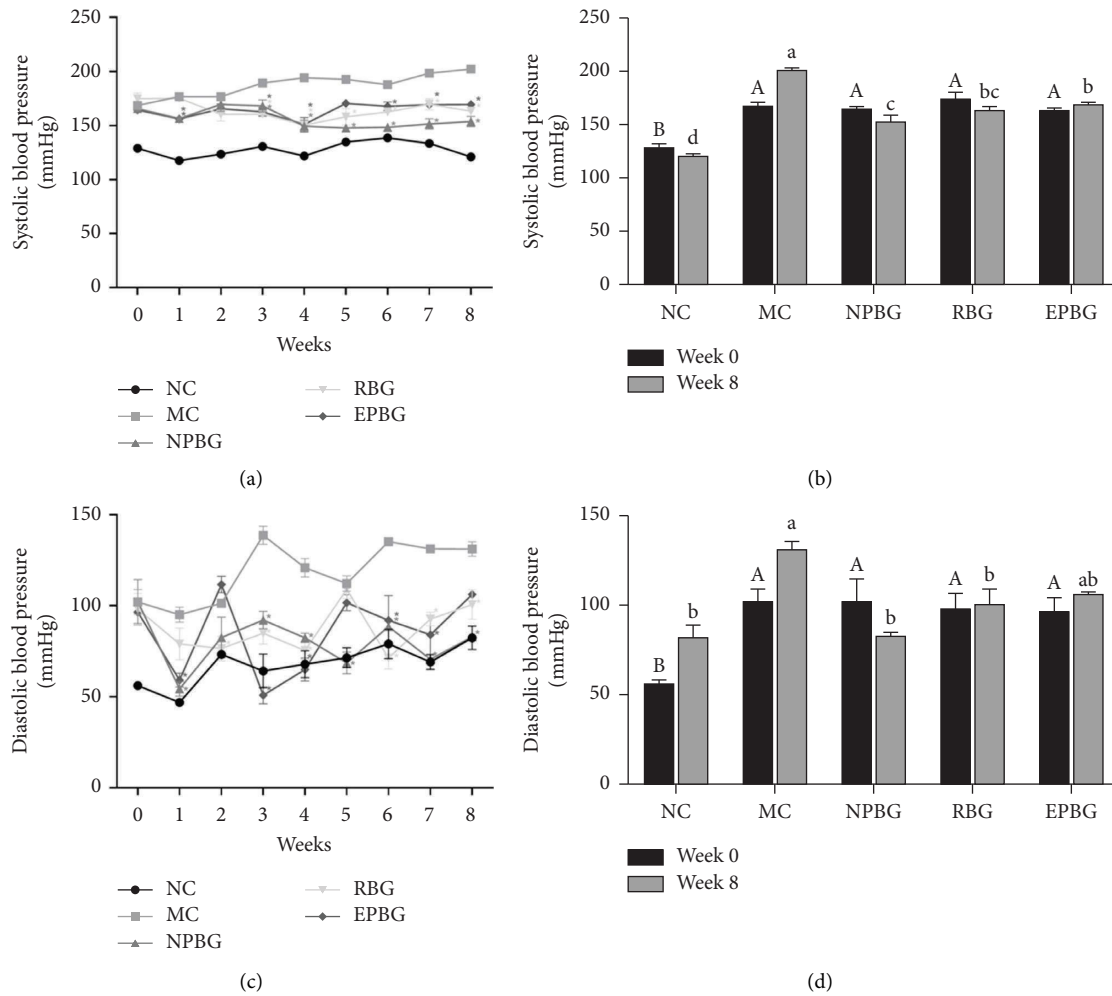 250
200
150
100
50
0
Systolic blood pressure
(mmHg)
0 1 2 3 4 5 6 7 8
Weeks
NC RBG
MC EPBG
NPBG
(a)
250
200
150
100
50
0
Systolic blood pressure
(mmHg)
B d A a A c A bc A b
NC MC NPBG RBG EPBG
Week 0
Week 8
(b)
150
100
50
0
Diastolic blood pressure
(mmHg)
0 1 2 3 4 5 6 7 8
Weeks
NC RBG
MC EPBG
NPBG
(c)
150
100
50
0
Diastolic blood pressure
(mmHg)
B b A a A b A b A ab
NC MC NPBG RBG EPBG
Week 0
Week 8
(d)